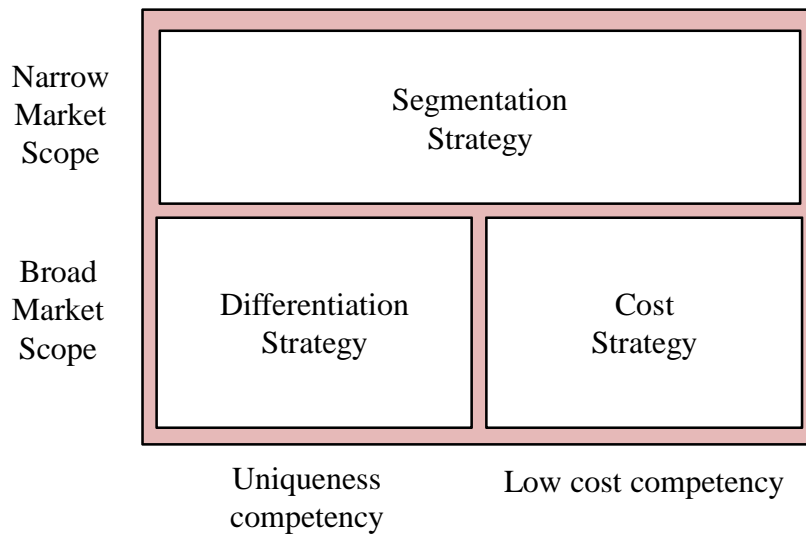 Narrow
Market
Scope
Segmentation
Strategy
Broad
Market
Scope
Differentiation
Strategy
Cost
Strategy
Uniqueness
competency
Low cost competency